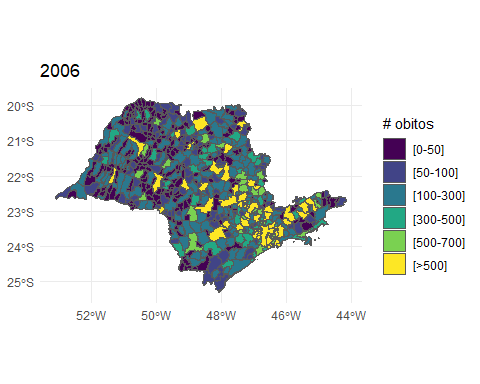 2006
# obitos
20°S
21°S
22°S
23°S
24°S
25°S
[0-50]
[50-100]
[100-300]
[300-500]
[500-700]
[>500]
52°W
50°W
48°W
46°W
44°W